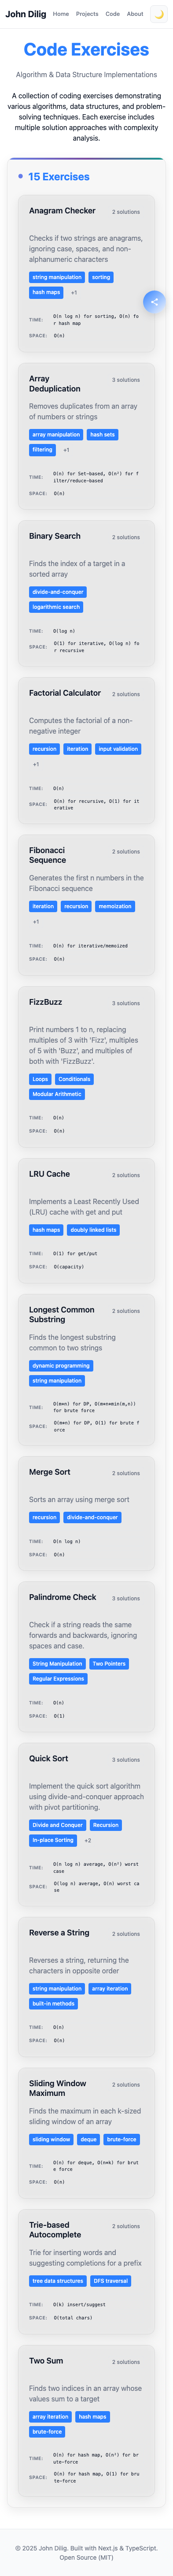 John Dilig Home Projects Code About
Code Exercises
Algorithm & Data Structure Implementations
A collection of coding exercises demonstrating
various algorithms, data structures, and problem-
solving techniques. Each exercise includes
multiple solution approaches with complexity
analysis.
15 Exercises
Anagram Checker 2 solutions
Checks if two strings are anagrams,
ignoring case, spaces, and non-
alphanumeric characters
string manipulation sorting
hash maps +1
TIME: O(n log n) for sorting, O(n) fo
r hash map
SPACE: O(n)
Array
Deduplication
3 solutions
Removes duplicates from an array
of numbers or strings
array manipulation hash sets
filtering +1
TIME: O(n) for Set-based, O(n²) for f
ilter/reduce-based
SPACE: O(n)
Binary Search 2 solutions
Finds the index of a target in a
sorted array
divide-and-conquer
logarithmic search
TIME: O(log n)
SPACE: O(1) for iterative, O(log n) fo
r recursive
Factorial Calculator 2 solutions
Computes the factorial of a non-
negative integer
recursion iteration input validation
+1
TIME: O(n)
SPACE: O(n) for recursive, O(1) for it
erative
Fibonacci
Sequence
2 solutions
Generates the first n numbers in the
Fibonacci sequence
iteration recursion memoization
+1
TIME: O(n) for iterative/memoized
SPACE: O(n)
FizzBuzz 3 solutions
Print numbers 1 to n, replacing
multiples of 3 with 'Fizz', multiples
of 5 with 'Buzz', and multiples of
both with 'FizzBuzz'.
Loops Conditionals
Modular Arithmetic
TIME: O(n)
SPACE: O(n)
LRU Cache 2 solutions
Implements a Least Recently Used
(LRU) cache with get and put
hash maps doubly linked lists
TIME: O(1) for get/put
SPACE: O(capacity)
Longest Common
Substring
2 solutions
Finds the longest substring
common to two strings
dynamic programming
string manipulation
TIME: O(m×n) for DP, O(m×n×min(m,n))
for brute force
SPACE: O(m×n) for DP, O(1) for brute f
orce
Merge Sort 2 solutions
Sorts an array using merge sort
recursion divide-and-conquer
TIME: O(n log n)
SPACE: O(n)
Palindrome Check 3 solutions
Check if a string reads the same
forwards and backwards, ignoring
spaces and case.
String Manipulation Two Pointers
Regular Expressions
TIME: O(n)
SPACE: O(1)
Quick Sort 3 solutions
Implement the quick sort algorithm
using divide-and-conquer approach
with pivot partitioning.
Divide and Conquer Recursion
In-place Sorting +2
TIME: O(n log n) average, O(n²) worst
case
SPACE: O(log n) average, O(n) worst ca
se
Reverse a String 2 solutions
Reverses a string, returning the
characters in opposite order
string manipulation array iteration
built-in methods
TIME: O(n)
SPACE: O(n)
Sliding Window
Maximum
2 solutions
Finds the maximum in each k-sized
sliding window of an array
sliding window deque brute-force
TIME: O(n) for deque, O(n×k) for brut
e force
SPACE: O(n)
Trie-based
Autocomplete
2 solutions
Trie for inserting words and
suggesting completions for a prefix
tree data structures DFS traversal
TIME: O(k) insert/suggest
SPACE: O(total chars)
Two Sum 2 solutions
Finds two indices in an array whose
values sum to a target
array iteration hash maps
brute-force
TIME: O(n) for hash map, O(n²) for br
ute-force
SPACE: O(n) for hash map, O(1) for bru
te-force
© 2025 John Dilig. Built with Next.js & TypeScript.
Open Source (MIT)